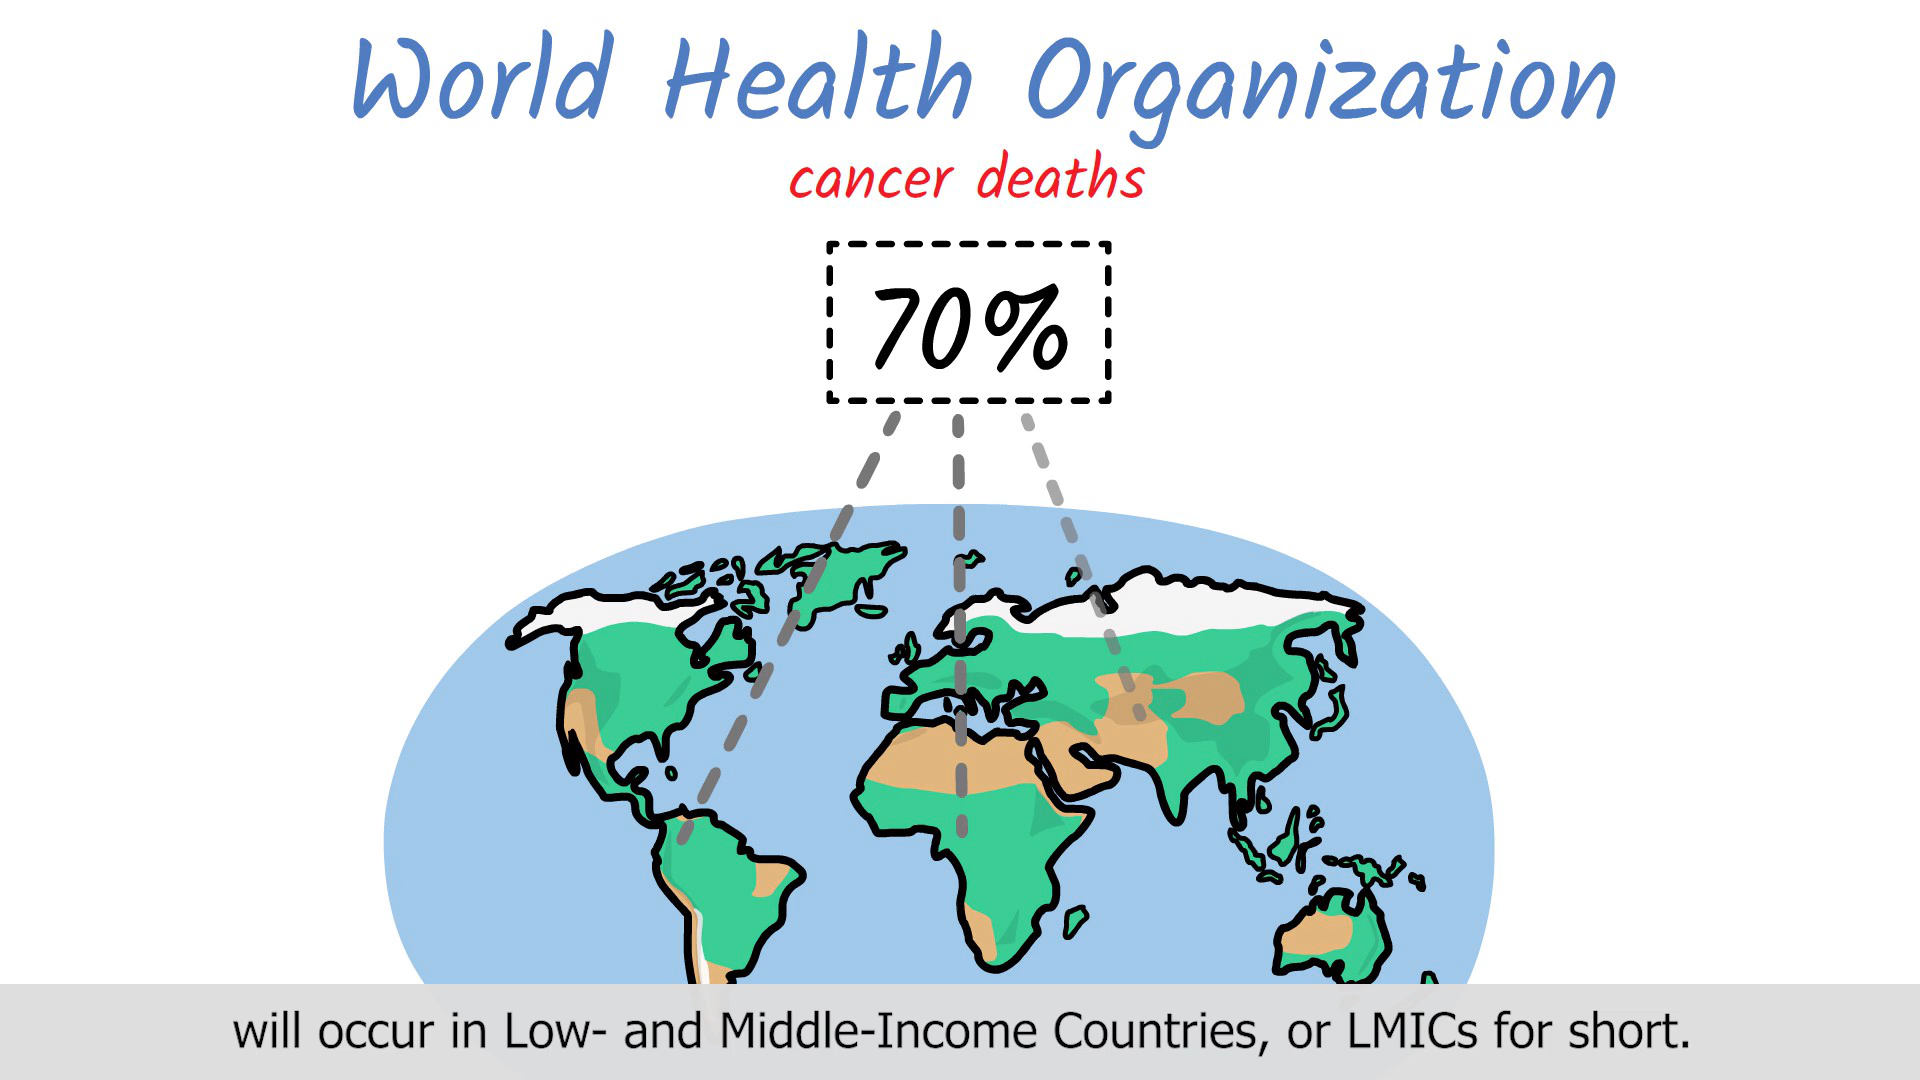 World Health Organization
cancer deaths
70%
will occur in Low- and Middle-Income Countries, or LMICs for short.